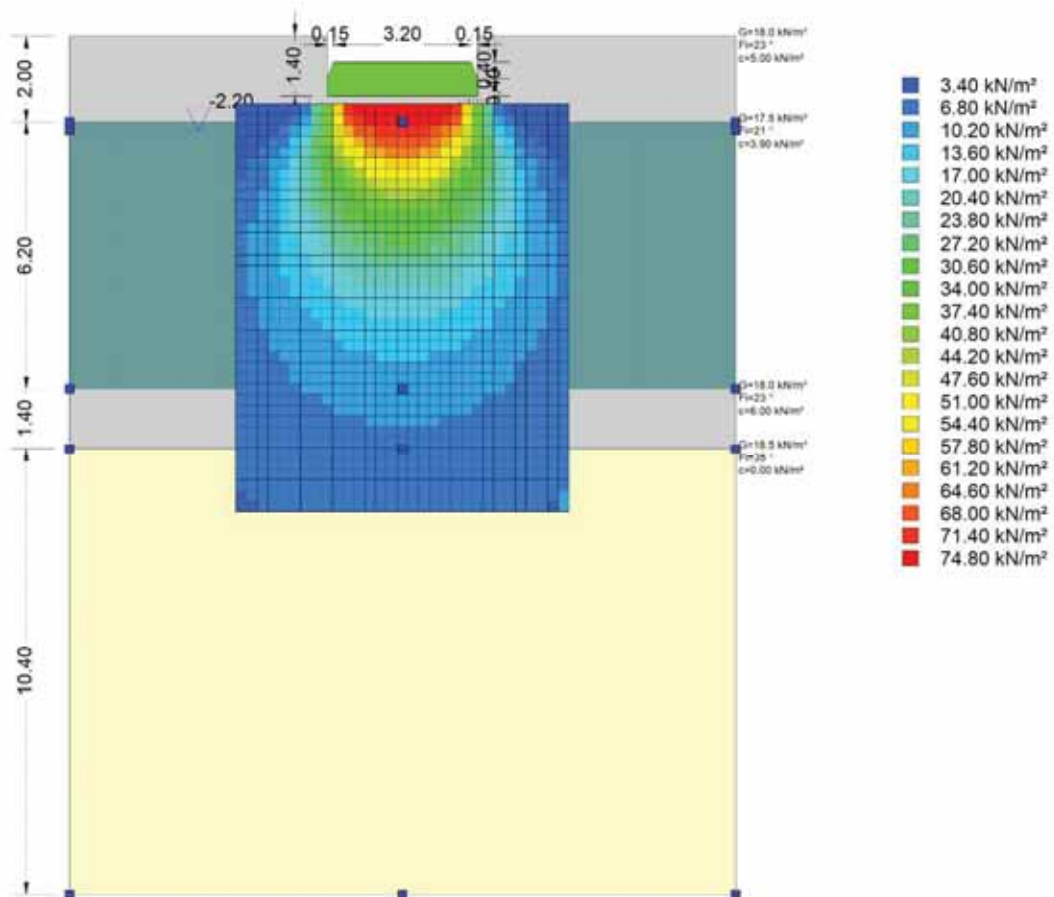 0.15 3.20 0.15
G=18.0 kN/m³
Fi=23 °
c=5.00 kN/m²
2.00
1.40
0.40
0.40
-2.20
G=17.5 kN/m³
Fi=21 °
c=3.90 kN/m²
6.20
G=18.0 kN/m³
Fi=23 °
c=6.00 kN/m²
1.40
G=18.5 kN/m³
Fi=35 °
c=0.00 kN/m²
10.40
3.40 kN/m²
6.80 kN/m²
10.20 kN/m²
13.60 kN/m²
17.00 kN/m²
20.40 kN/m²
23.80 kN/m²
27.20 kN/m²
30.60 kN/m²
34.00 kN/m²
37.40 kN/m²
40.80 kN/m²
44.20 kN/m²
47.60 kN/m²
51.00 kN/m²
54.40 kN/m²
57.80 kN/m²
61.20 kN/m²
64.60 kN/m²
68.00 kN/m²
71.40 kN/m²
74.80 kN/m²